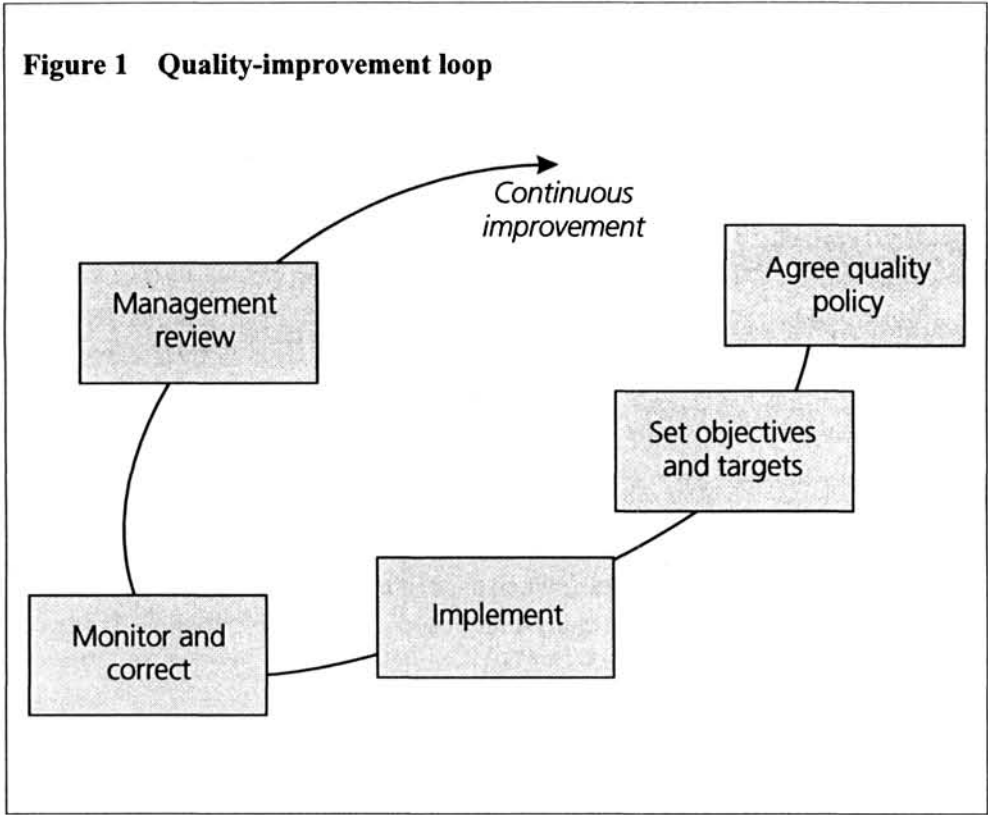 Figure 1 Quality-improvement loop
Continuous
improvement
Agree quality
policy
Management
review
Set objectives
and targets
Implement
Monitor and
correct